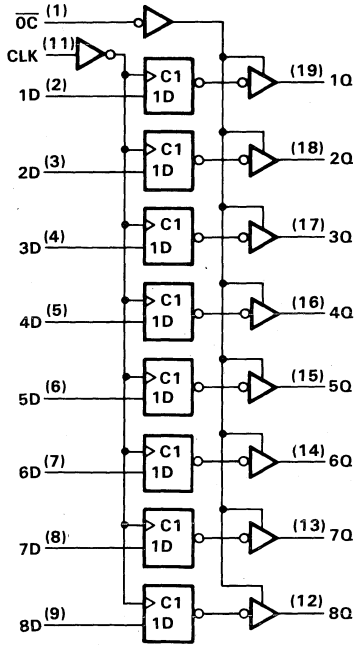 OC (1)
CLK (11)
C1 (19)
1D (2) 1D 1Q
C1 (18)
2D (3) 1D 2Q
C1 (17)
3D (4) 1D 3Q
C1 (16)
4D (5) 1D 4Q
C1 (15)
5D (6) 1D 5Q
C1 (14)
6D (7) 1D 6Q
C1 (13)
7D (8) 1D 7Q
C1 (12)
8D (9) 1D 8Q